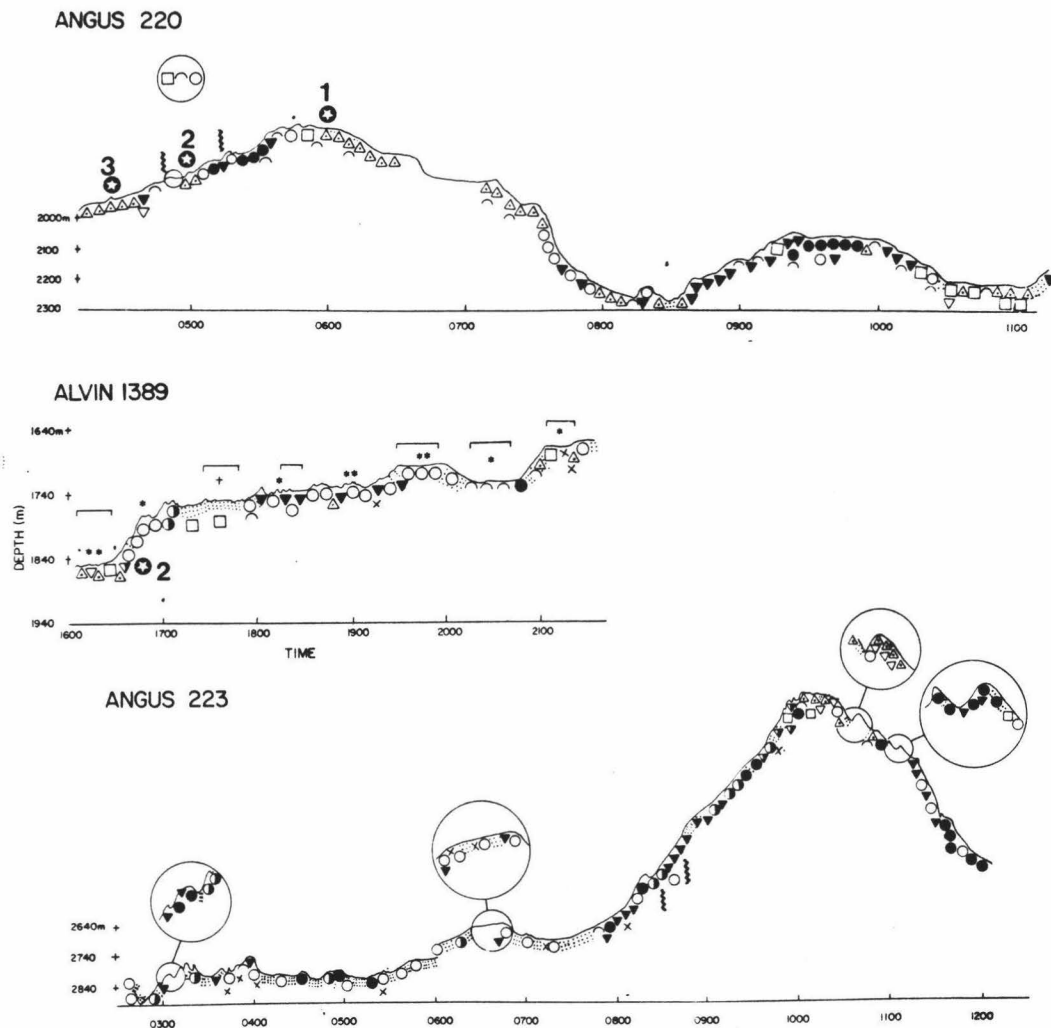 ANGUS 220
1
2
3
2000m
2100
2200
2300
0500 0600 0700 0800 0900 1000 1100
ALVIN 1389
1640m
1740
1840
1940
DEPTH (m)
** * † * ** ** * *
2
1600 1700 1800 1900 2000 2100
TIME
ANGUS 223
2640m
2740
2840
0300 0400 0500 0600 0700 0800 0900 1000 1100 1200